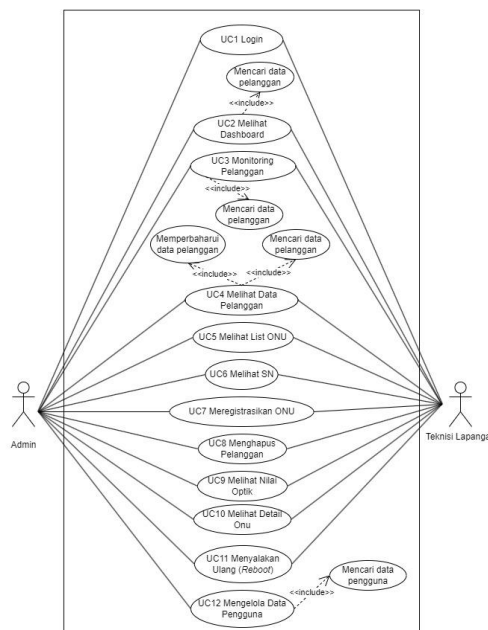 UC1 Login
Mencari data
pelanggan
<<include>>
UC2 Melihat
Dashboard
UC3 Monitoring
Pelanggan
<<include>>
Mencari data
pelanggan
Memperbaharui
data pelanggan
Mencari data
pelanggan
<<include>>
<<include>>
UC4 Melihat Data
Pelanggan
UC5 Melihat List ONU
UC6 Melihat SN
UC7 Meregistrasikan ONU
Admin
Teknisi Lapanga
UC8 Menghapus
Pelanggan
UC9 Melihat Nilai
Optik
UC10 Melihat Detail
Onu
UC11 Menyalakan
Ulang (Reboot)
Mencari data
pengguna
<<include>>
UC12 Mengelola Data
Pengguna